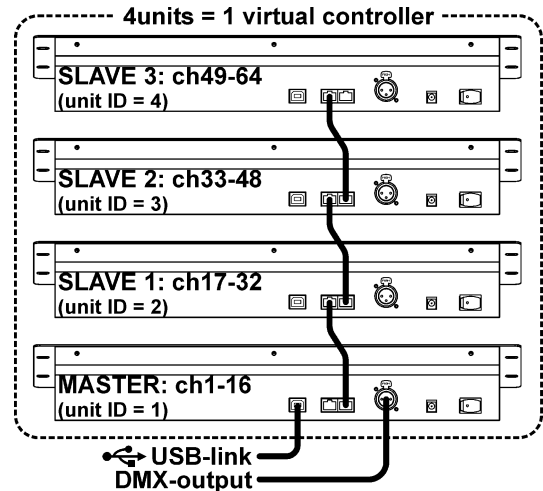 4units = 1 virtual controller
SLAVE 3: ch49-64
(unit ID = 4)
SLAVE 2: ch33-48
(unit ID = 3)
SLAVE 1: ch17-32
(unit ID = 2)
MASTER: ch1-16
(unit ID = 1)
USB-link
DMX-output